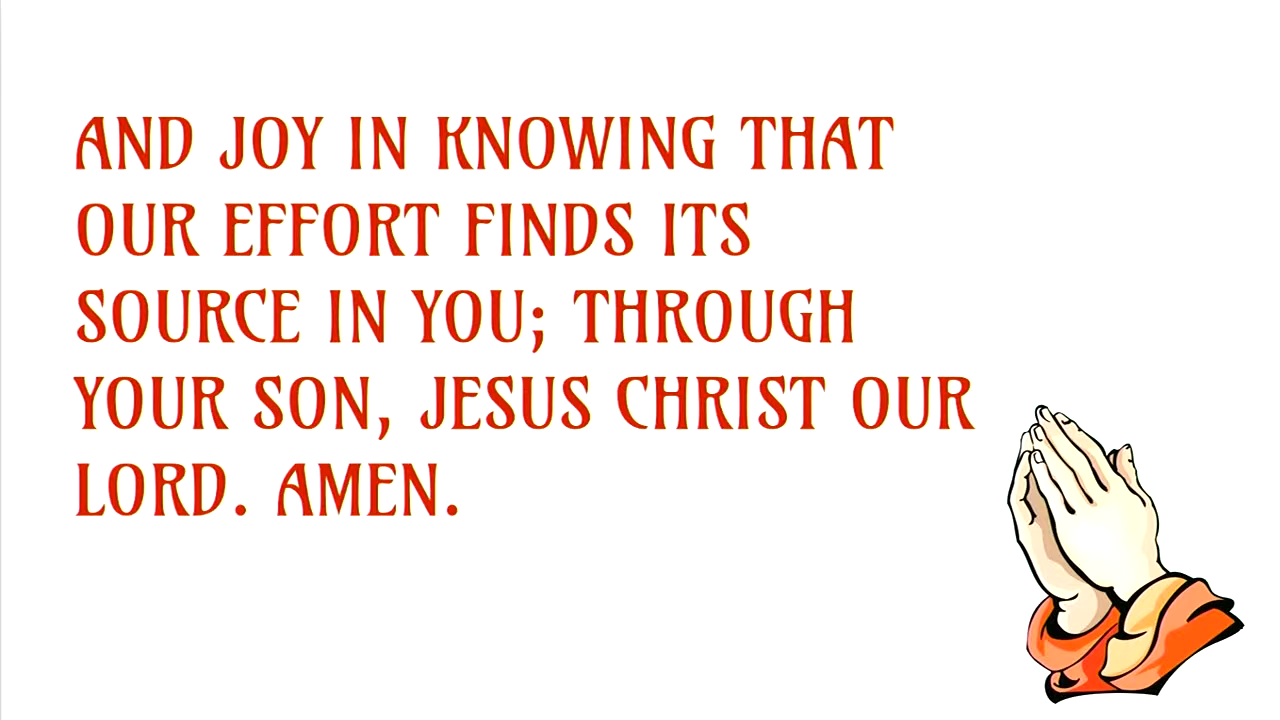 AND JOY IN KNOWING THAT
OUR EFFORT FINDS ITS
SOURCE IN YOU; THROUGH
YOUR SON, JESUS CHRIST OUR
LORD. AMEN.